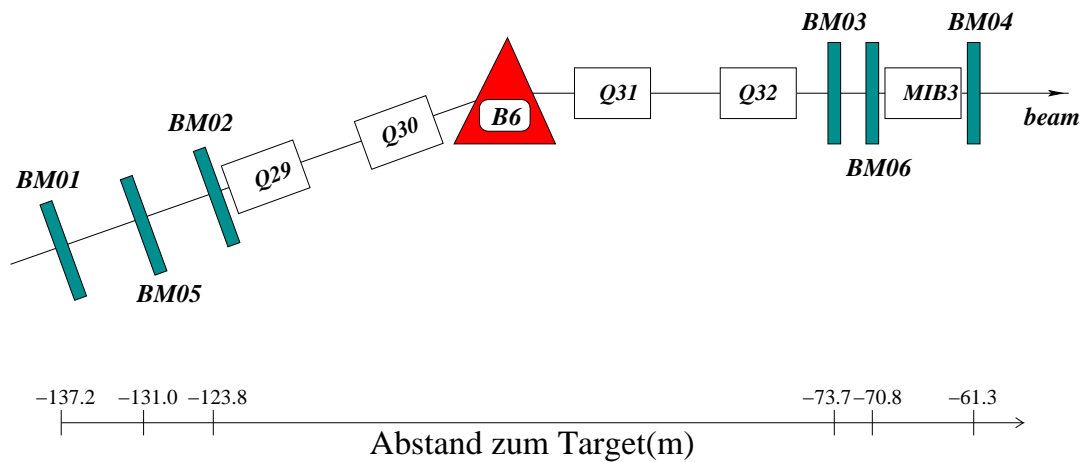 BM03
BM04
BM02
Q30
B6
Q31
Q32
MIB3
beam
BM01
Q29
BM06
BM05
−137.2
−131.0
−123.8
−73.7
−70.8
−61.3
Abstand zum Target(m)